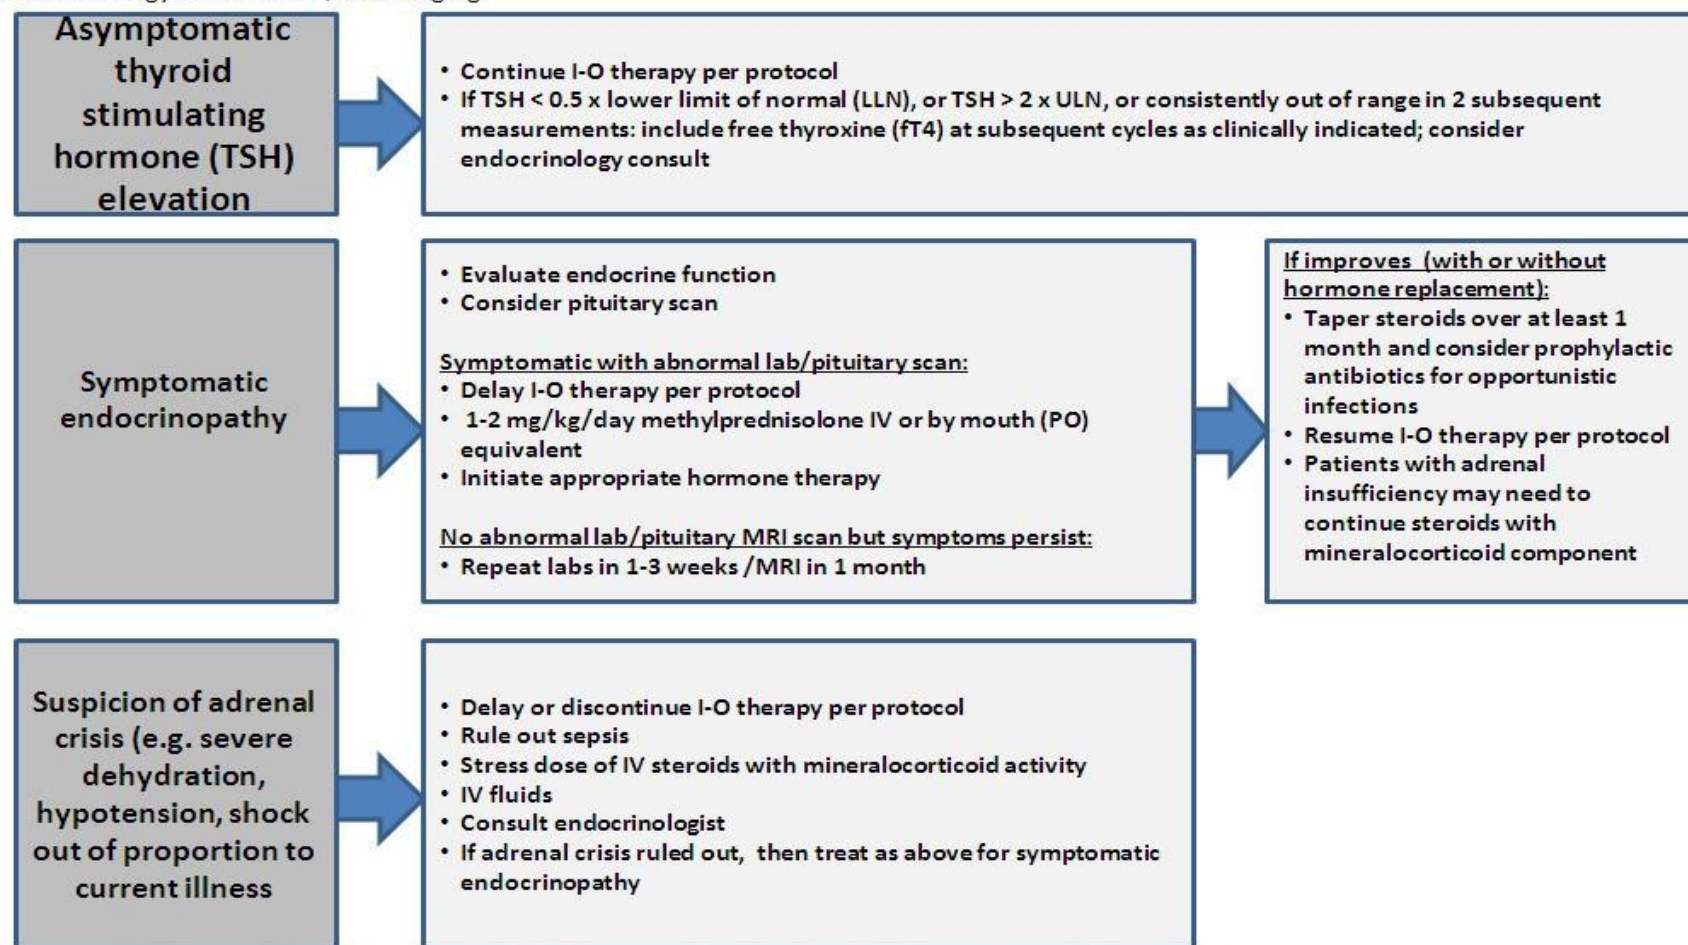 Asymptomatic
thyroid
stimulating
hormone (TSH)
elevation
• Continue I-O therapy per protocol
• If TSH < 0.5 x lower limit of normal (LLN), or TSH > 2 x ULN, or consistently out of range in 2 subsequent
measurements: include free thyroxine (fT4) at subsequent cycles as clinically indicated; consider
endocrinology consult
Symptomatic
endocrinopathy
• Evaluate endocrine function
• Consider pituitary scan
Symptomatic with abnormal lab/pituitary scan:
• Delay I-O therapy per protocol
• 1-2 mg/kg/day methylprednisolone IV or by mouth (PO)
equivalent
• Initiate appropriate hormone therapy
No abnormal lab/pituitary MRI scan but symptoms persist:
• Repeat labs in 1-3 weeks /MRI in 1 month
If improves (with or without
hormone replacement):
• Taper steroids over at least 1
month and consider prophylactic
antibiotics for opportunistic
infections
• Resume I-O therapy per protocol
• Patients with adrenal
insufficiency may need to
continue steroids with
mineralocorticoid component
Suspicion of adrenal
crisis (e.g. severe
dehydration,
hypotension, shock
out of proportion to
current illness
• Delay or discontinue I-O therapy per protocol
• Rule out sepsis
• Stress dose of IV steroids with mineralocorticoid activity
• IV fluids
• Consult endocrinologist
• If adrenal crisis ruled out, then treat as above for symptomatic
endocrinopathy